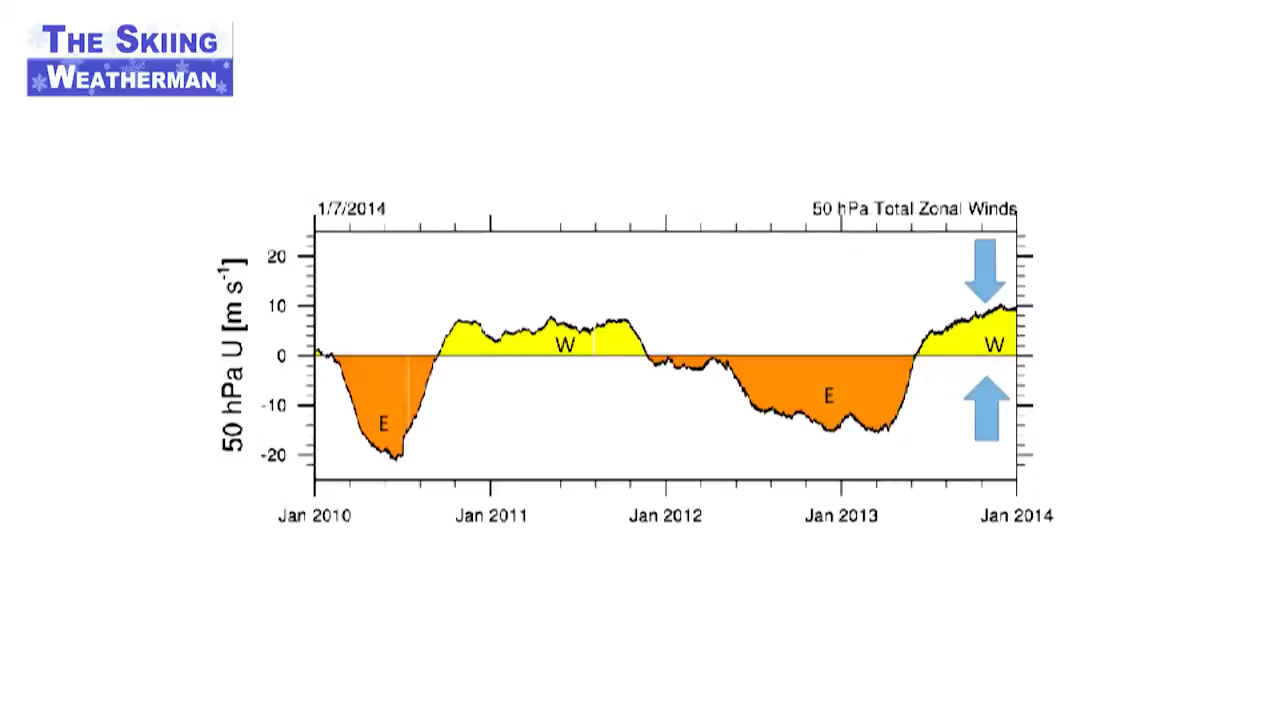 THE SKIING
WEATHERMAN
1/7/2014
50 hPa Total Zonal Winds
50 hPa U [m s-1]
20
10
0
-10
-20
E
W
E
W
Jan 2010
Jan 2011
Jan 2012
Jan 2013
Jan 2014